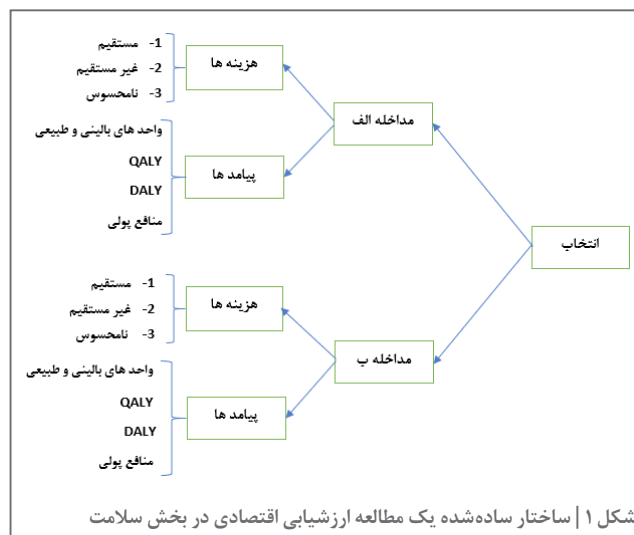 انتخاب
مداخله الف
هزینه ها
1- مستقیم
2- غیر مستقیم
3- نامحسوس
پیامد ها
واحد های بالینی و طبیعی
QALY
DALY
منافع پولی
مداخله ب
هزینه ها
1- مستقیم
2- غیر مستقیم
3- نامحسوس
پیامد ها
واحد های بالینی و طبیعی
QALY
DALY
منافع پولی
شکل ۱ | ساختار ساده‌شده یک مطالعه ارزشیابی اقتصادی در بخش سلامت